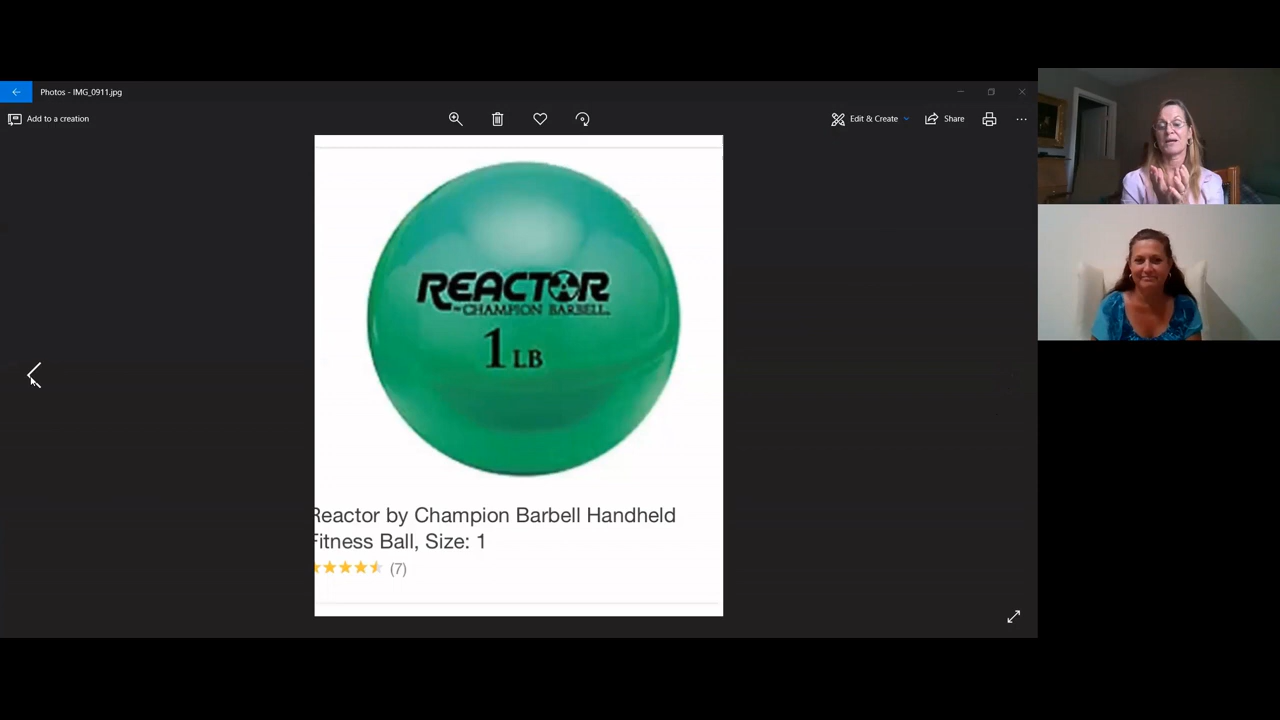 Photos - IMG_0911.jpg
Add to a creation
Edit & Create
Share
REACTOR
CHAMPION BARBELL
1 LB
Reactor by Champion Barbell Handheld
Fitness Ball, Size: 1
(7)